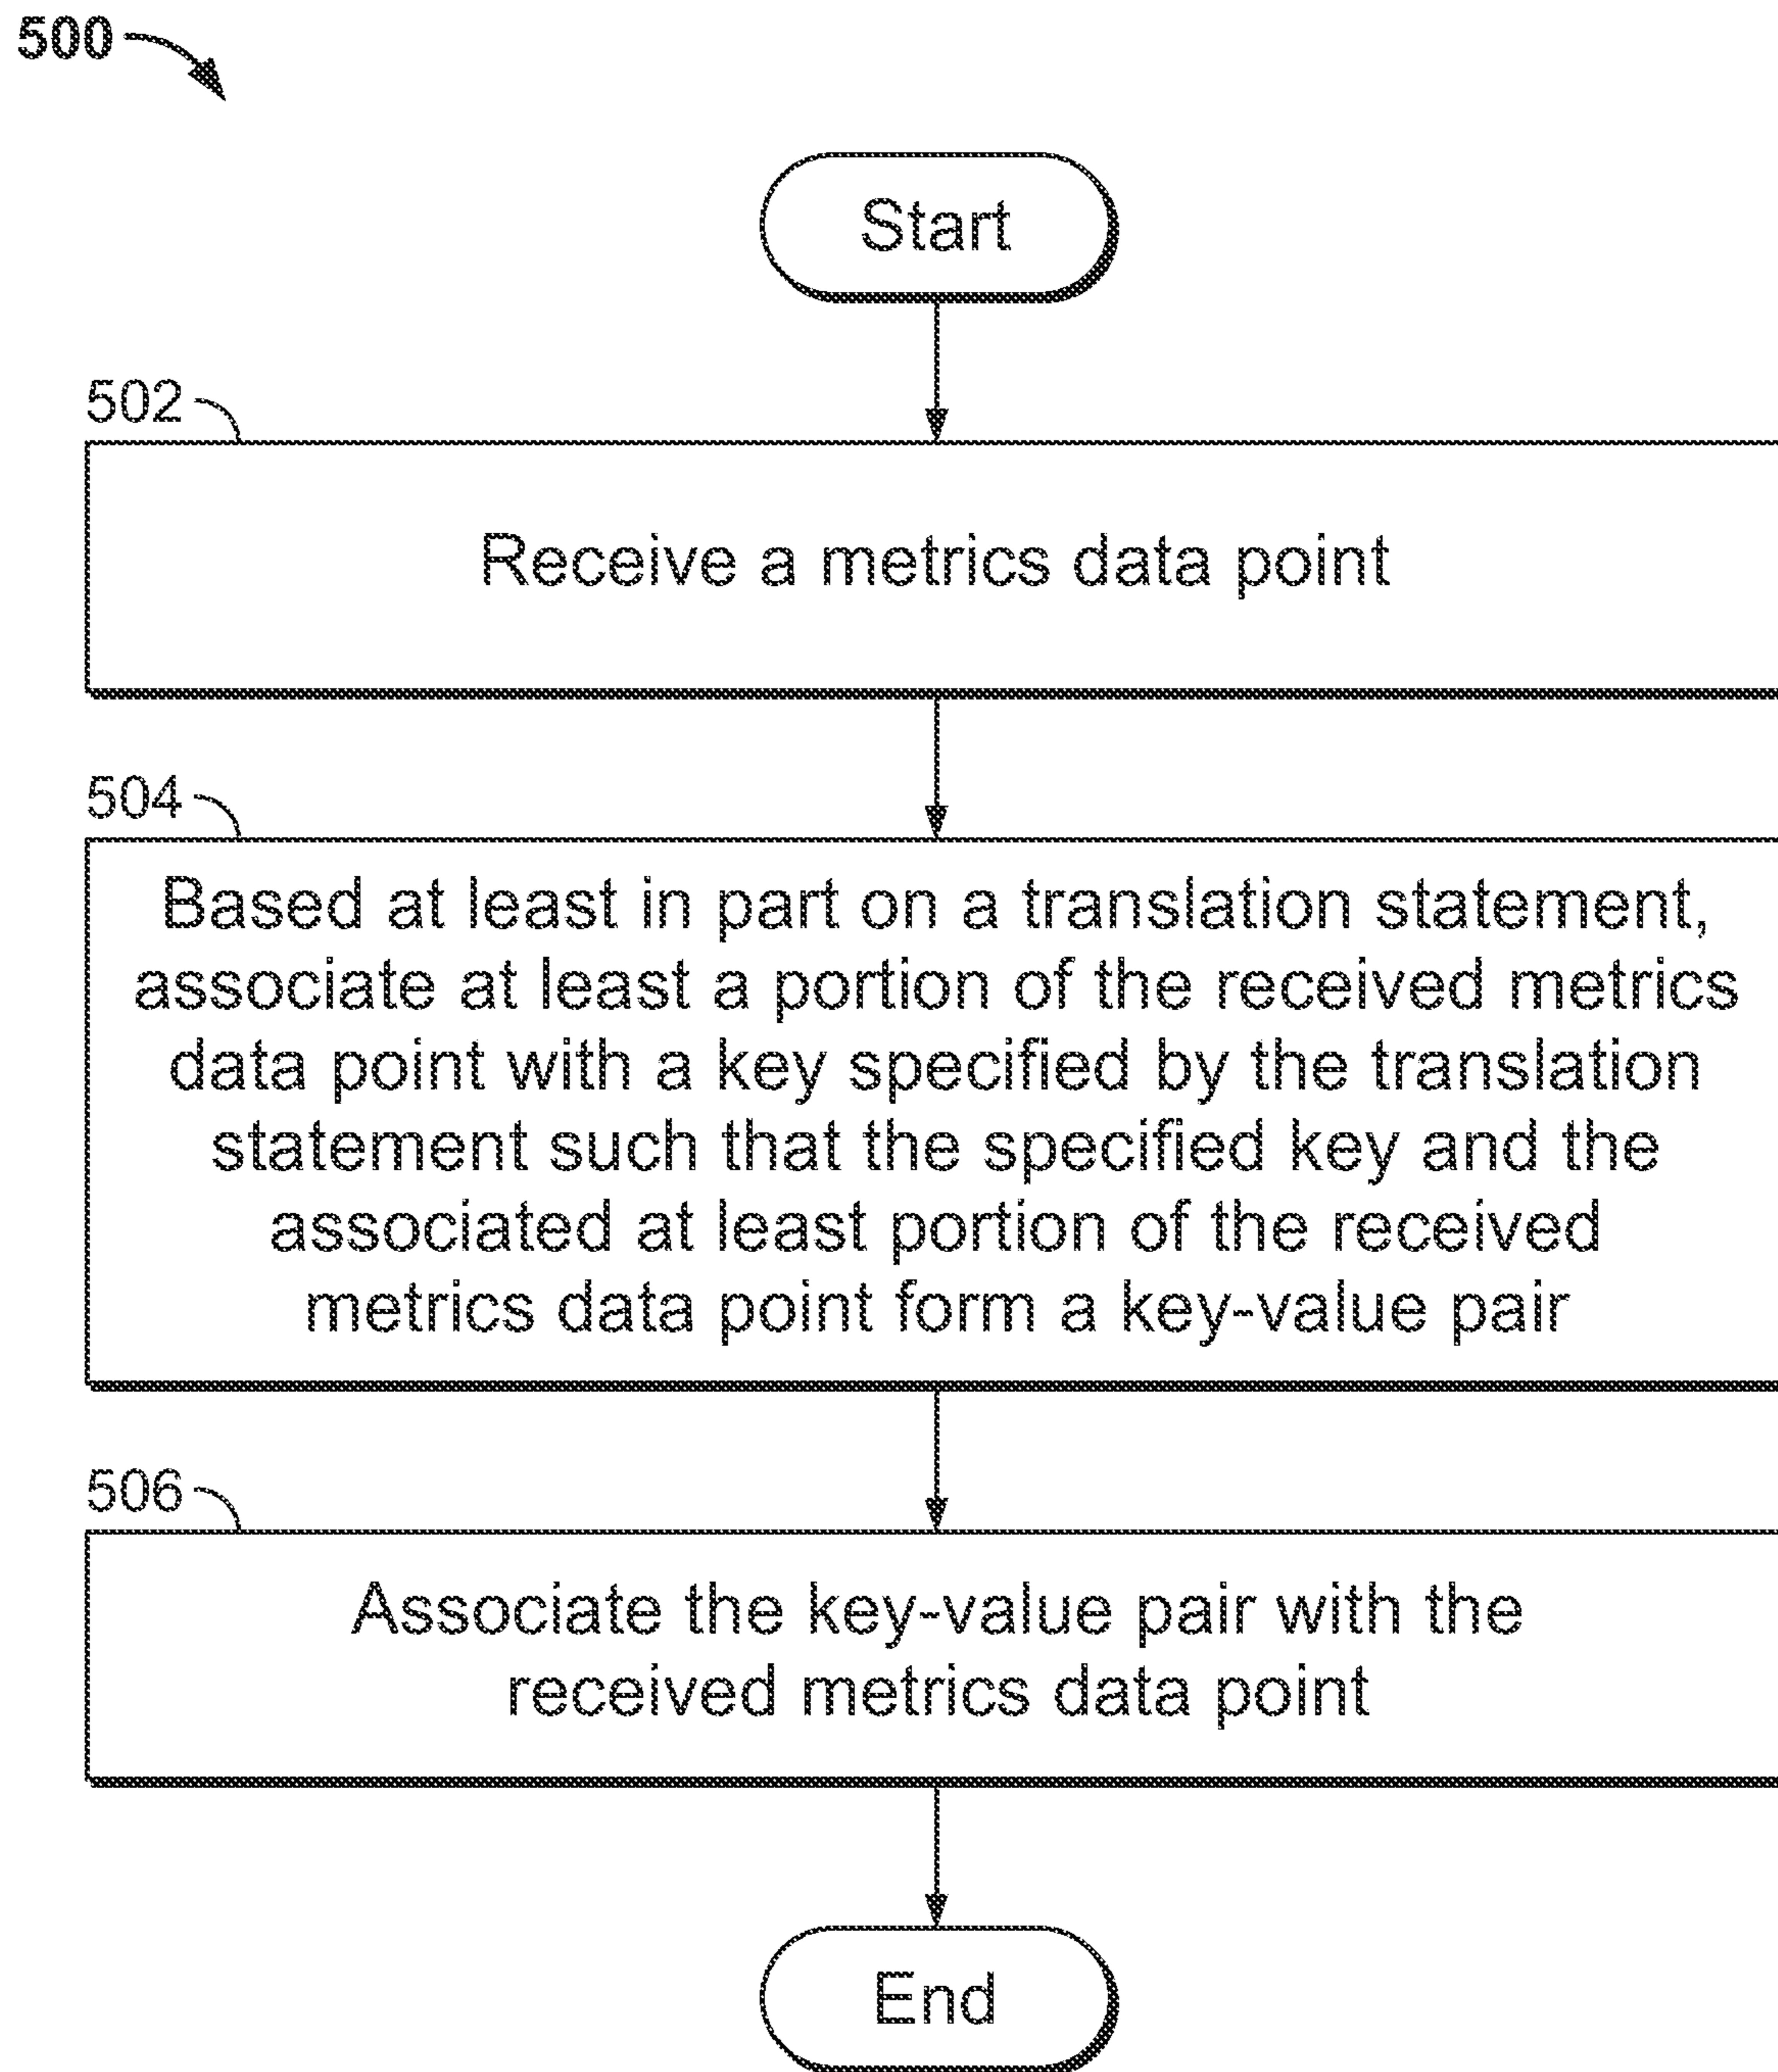 500
Start
502
Receive a metrics data point
504
Based at least in part on a translation statement,
associate at least a portion of the received metrics
data point with a key specified by the translation
statement such that the specified key and the
associated at least portion of the received
metrics data point form a key-value pair
506
Associate the key-value pair with the
received metrics data point
End